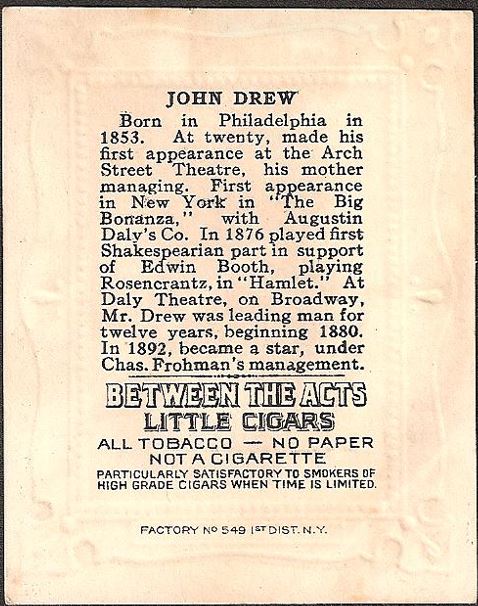 JOHN DREW
Born in Philadelphia in
1853. At twenty, made his
first appearance at the Arch
Street Theatre, his mother
managing. First appearance
in New York in "The Big
Bonanza," with Augustin
Daly's Co. In 1876 played first
Shakespearian part in support
of Edwin Booth, playing
Rosencrantz, in "Hamlet." At
Daly Theatre, on Broadway,
Mr. Drew was leading man for
twelve years, beginning 1880.
In 1892, became a star, under
Chas. Frohman's management.
BETWEEN THE ACTS
LITTLE CIGARS
ALL TOBACCO — NO PAPER
NOT A CIGARETTE
PARTICULARLY SATISFACTORY TO SMOKERS OF
HIGH GRADE CIGARS WHEN TIME IS LIMITED.
FACTORY No 549 1ST DIST. N.Y.